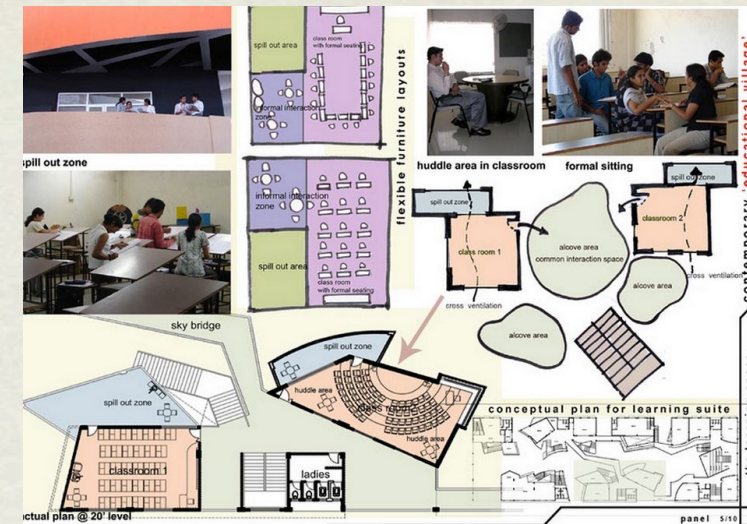 spill out area
class room
with formal seating
informal interaction
zone
spill out zone
informal interaction
zone
spill out area
class room
with formal seating
flexible furniture layouts
huddle area in classroom
formal sitting
spill out zone
class room 1
cross ventilation
alcove area
common interaction space
spill out zone
classroom 2
cross ventilation
alcove area
alcove area
'educational village'
sky bridge
spill out zone
classroom 1
spill out zone
huddle area
huddle area
ladies
conceptual plan for learning suite
plan @ 20' level
panel 5/10